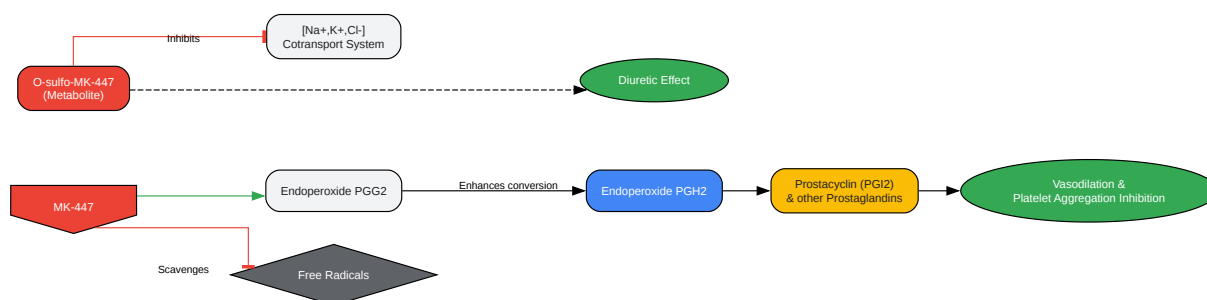 [Na+,K+,Cl-]
Cotransport System
Inhibits
O-sulfo-MK-447
(Metabolite)
Diuretic Effect
MK-447
Endoperoxide PGG2
Enhances conversion
Endoperoxide PGH2
Prostacyclin (PGI2)
& other Prostaglandins
Vasodilation &
Platelet Aggregation Inhibition
Scavenges
Free Radicals